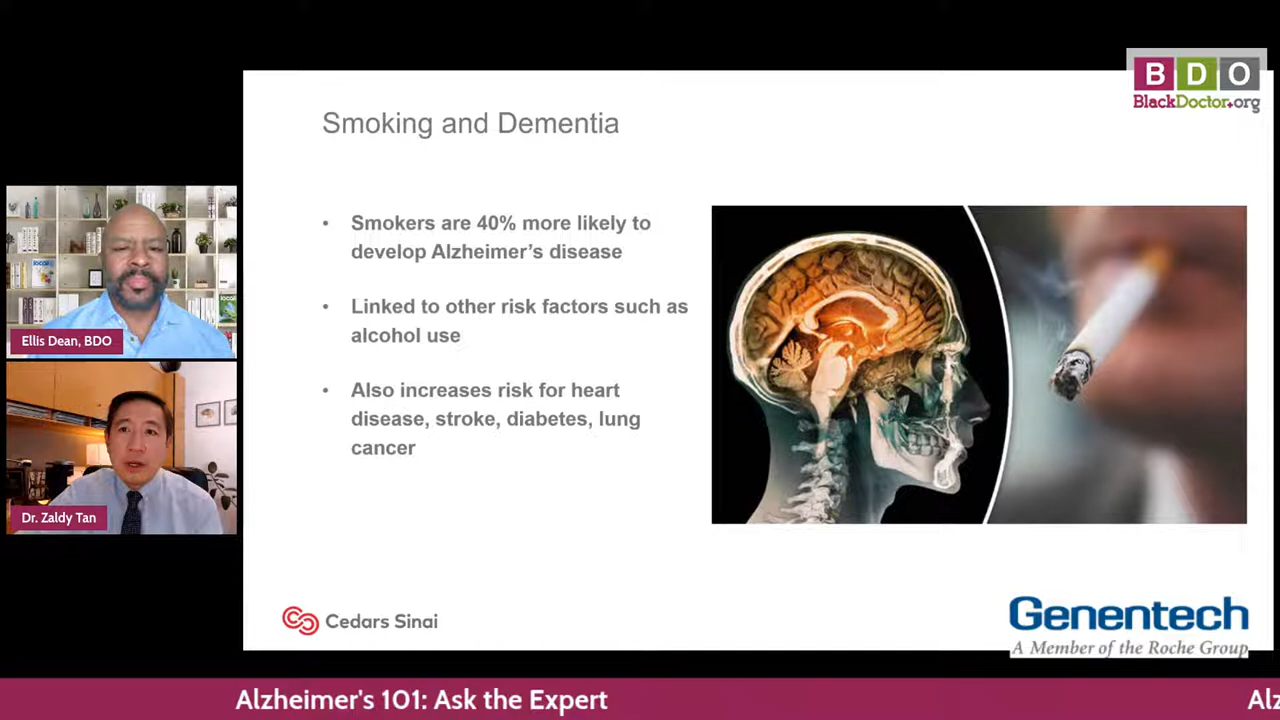 B D O
BlackDoctor.org
Smoking and Dementia
• Smokers are 40% more likely to
develop Alzheimer’s disease
• Linked to other risk factors such as
alcohol use
• Also increases risk for heart
disease, stroke, diabetes, lung
cancer
Ellis Dean, BDO
Dr. Zaldy Tan
Cedars Sinai
Genentech
A Member of the Roche Group
Alzheimer's 101: Ask the Expert
Alz